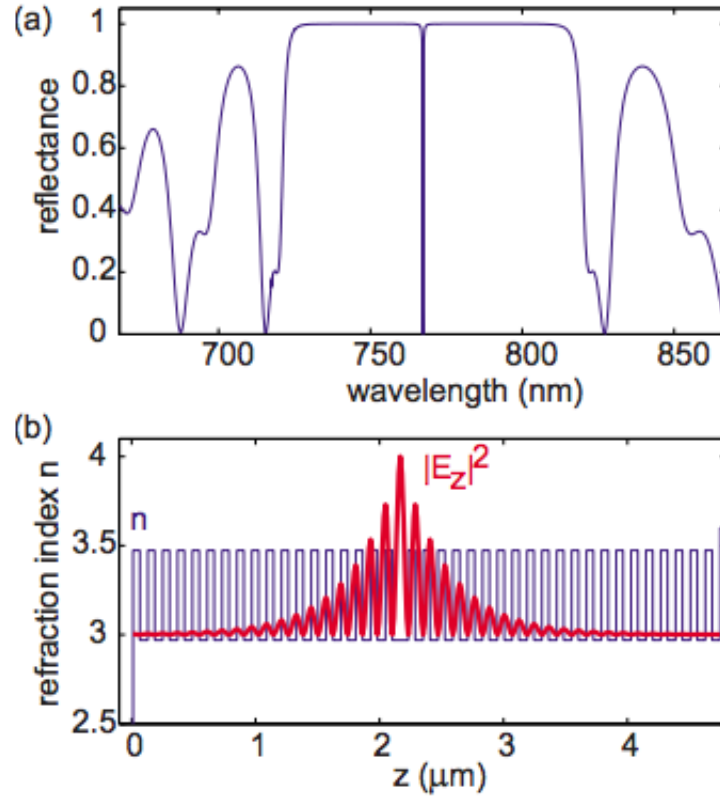 (a)
1
0.8
0.6
0.4
0.2
0
reflectance
700 750 800 850
wavelength (nm)
(b)
4
3.5
3
2.5
refraction index n
n
|E_z|²
0 1 2 3 4
z (μm)